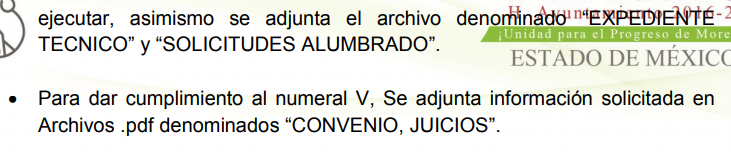 H. Ayuntamiento 2016-2
ejecutar, asimismo se adjunta el archivo denominado “EXPEDIENTE
¡Unidad para el Progreso de More
TECNICO” y “SOLICITUDES ALUMBRADO”.
ESTADO DE MÉXICO
• Para dar cumplimiento al numeral V, Se adjunta información solicitada en
Archivos .pdf denominados “CONVENIO, JUICIOS”.